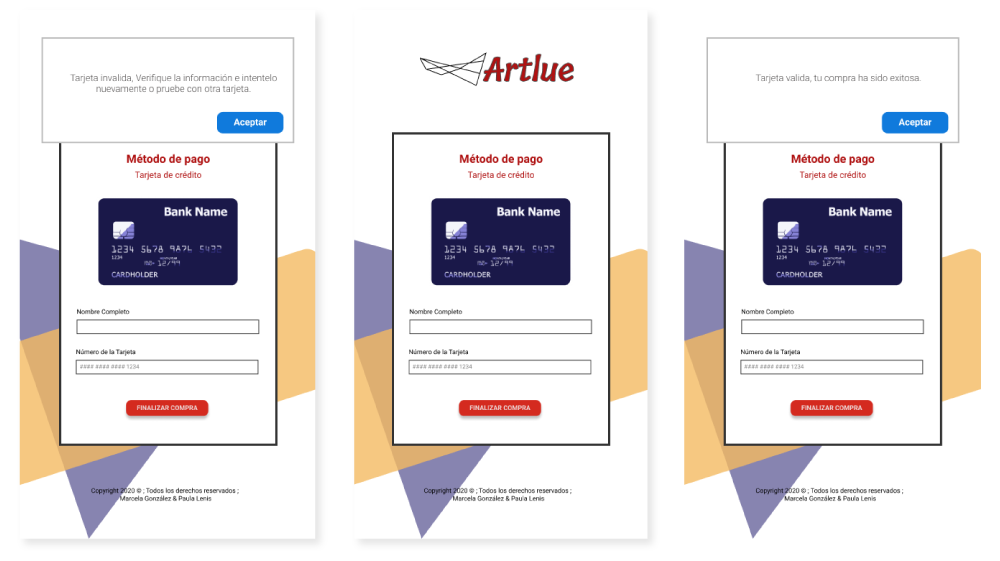 Tarjeta invalida, Verifique la información e intentelo
nuevamente o pruebe con otra tarjeta.
Aceptar
Método de pago
Tarjeta de crédito
Bank Name
1234 5678 9876 5432
1234
12/99
CARDHOLDER
Nombre Completo
Número de la Tarjeta
#### #### #### 1234
FINALIZAR COMPRA
Copyright 2020 © ; Todos los derechos reservados ;
Marcela González & Paula Lenis
Artlue
Método de pago
Tarjeta de crédito
Bank Name
1234 5678 9876 5432
1234
12/99
CARDHOLDER
Nombre Completo
Número de la Tarjeta
#### #### #### 1234
FINALIZAR COMPRA
Copyright 2020 © ; Todos los derechos reservados ;
Marcela González & Paula Lenis
Tarjeta valida, tu compra ha sido exitosa.
Aceptar
Método de pago
Tarjeta de crédito
Bank Name
1234 5678 9876 5432
1234
12/99
CARDHOLDER
Nombre Completo
Número de la Tarjeta
#### #### #### 1234
FINALIZAR COMPRA
Copyright 2020 © ; Todos los derechos reservados ;
Marcela González & Paula Lenis